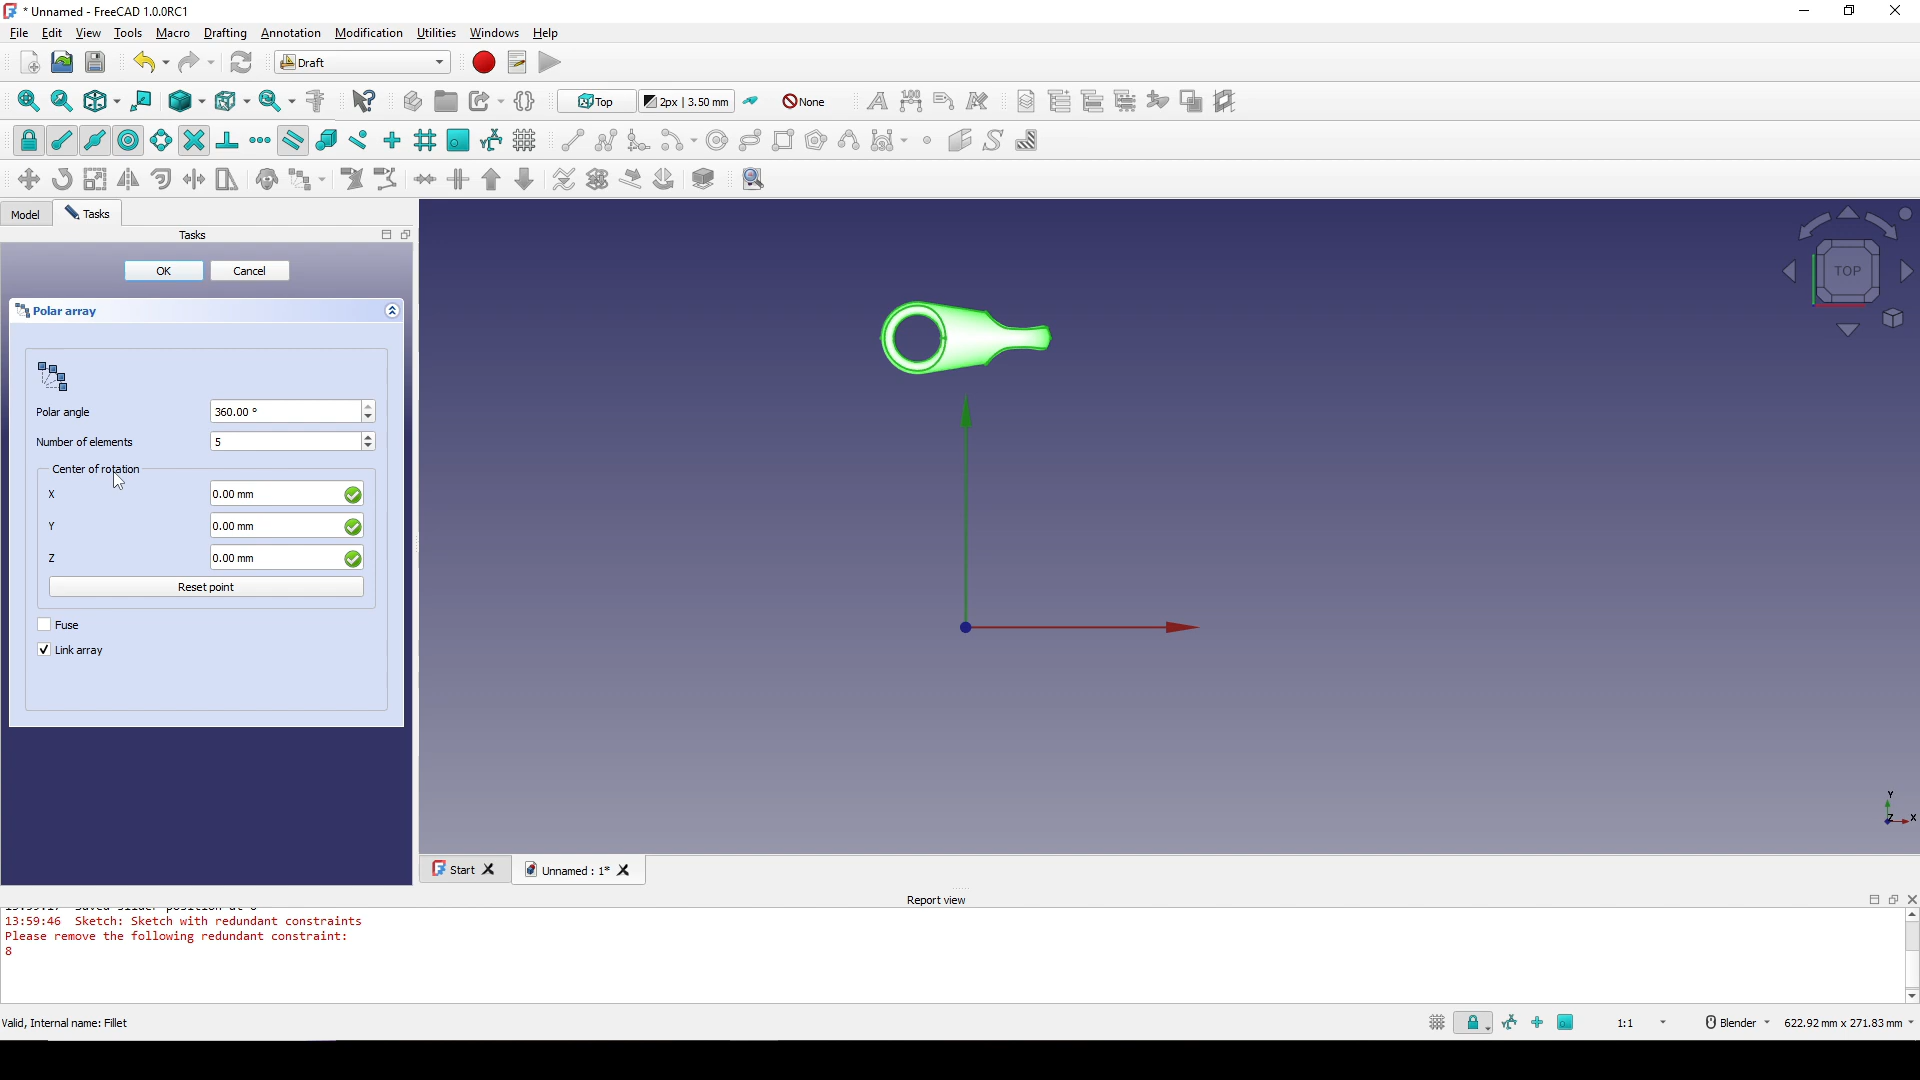 * Unnamed - FreeCAD 1.0.0RC1
File Edit View Tools Macro Drafting Annotation Modification Utilities Windows Help
Draft
Top 2px | 3.50 mm None
Model Tasks
Tasks
OK Cancel
Polar array
Polar angle 360.00 °
Number of elements 5
Center of rotation
X 0.00 mm
Y 0.00 mm
Z 0.00 mm
Reset point
Fuse
Link array
TOP
Y
Z X
Start Unnamed : 1*
Report view
13:59:46 Sketch: Sketch with redundant constraints
Please remove the following redundant constraint:
8
Valid, Internal name: Fillet 1:1 Blender 622.92 mm x 271.83 mm